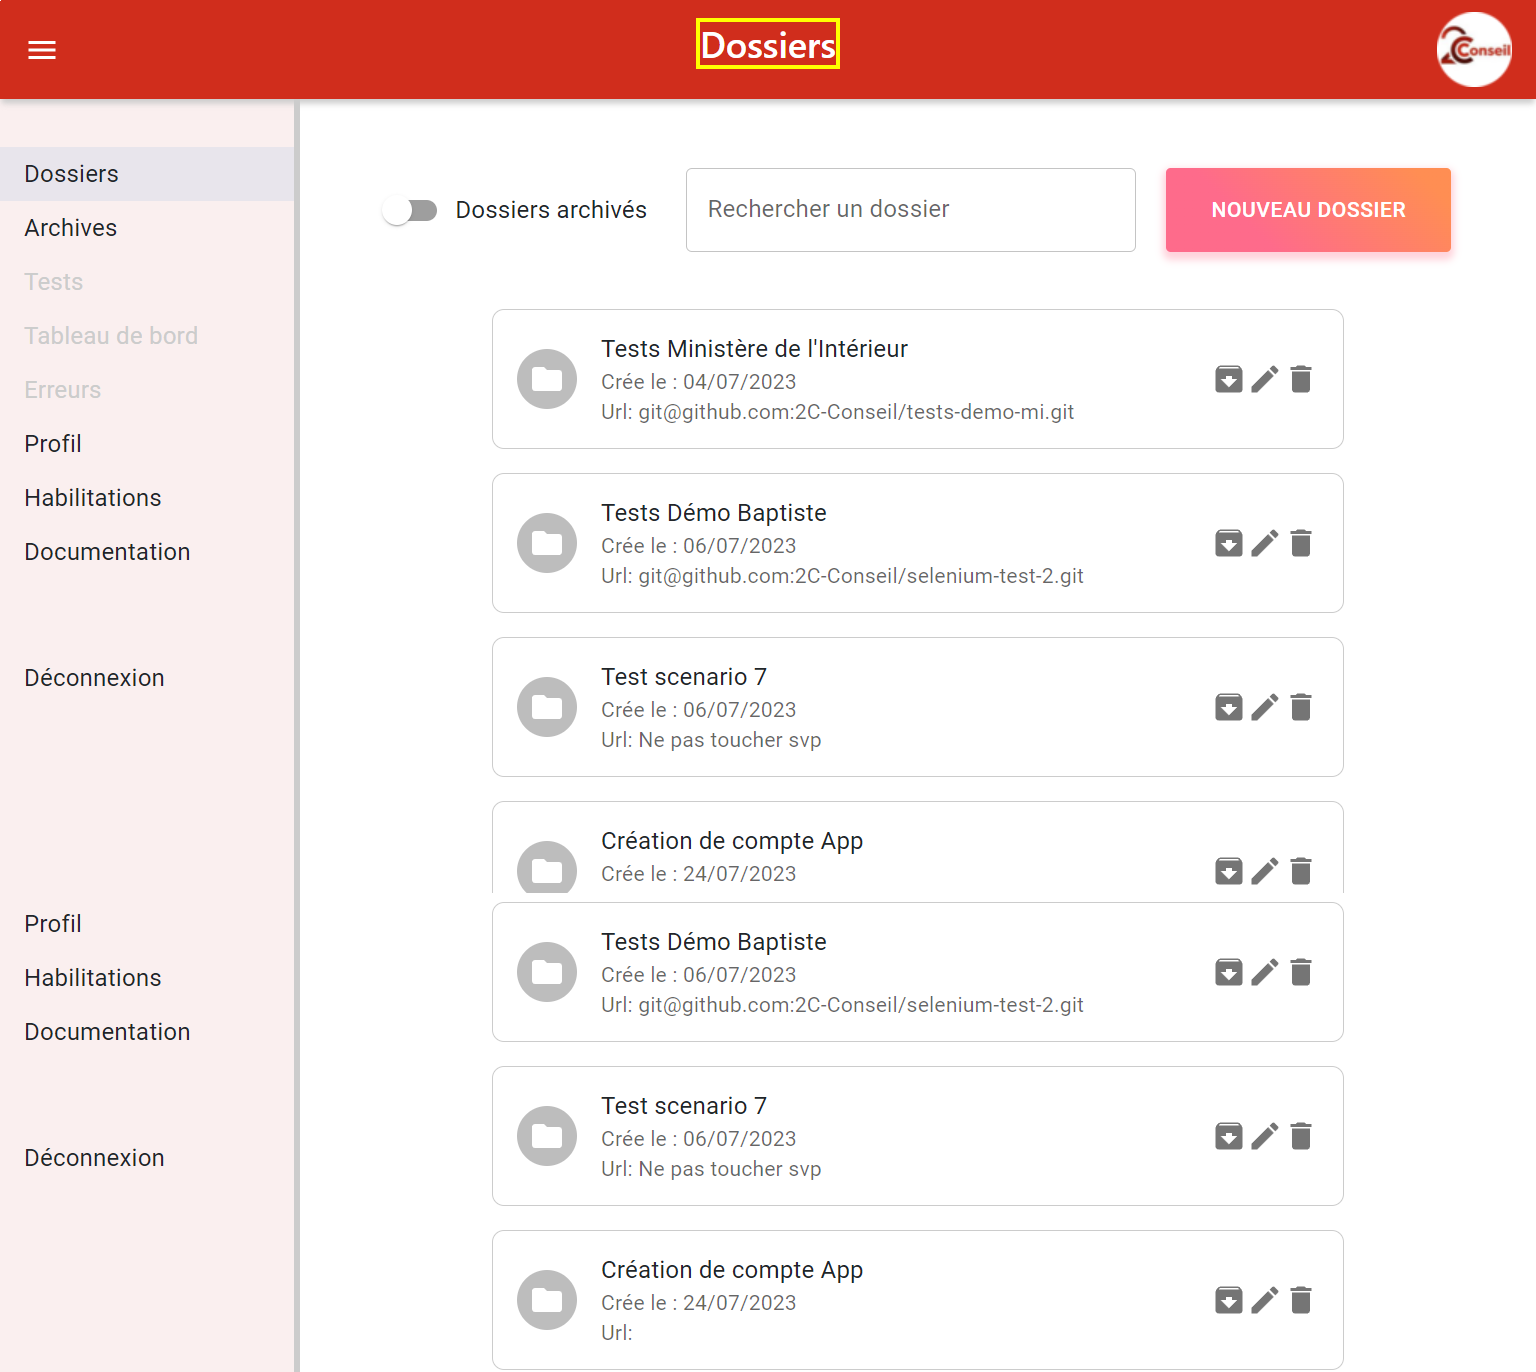 Dossiers
2Conseil
Dossiers
Archives
Tests
Tableau de bord
Erreurs
Profil
Habilitations
Documentation
Déconnexion
Profil
Habilitations
Documentation
Déconnexion
Dossiers archivés
Rechercher un dossier
NOUVEAU DOSSIER
Tests Ministère de l'Intérieur
Crée le : 04/07/2023
Url: git@github.com:2C-Conseil/tests-demo-mi.git
Tests Démo Baptiste
Crée le : 06/07/2023
Url: git@github.com:2C-Conseil/selenium-test-2.git
Test scenario 7
Crée le : 06/07/2023
Url: Ne pas toucher svp
Création de compte App
Crée le : 24/07/2023
Tests Démo Baptiste
Crée le : 06/07/2023
Url: git@github.com:2C-Conseil/selenium-test-2.git
Test scenario 7
Crée le : 06/07/2023
Url: Ne pas toucher svp
Création de compte App
Crée le : 24/07/2023
Url: